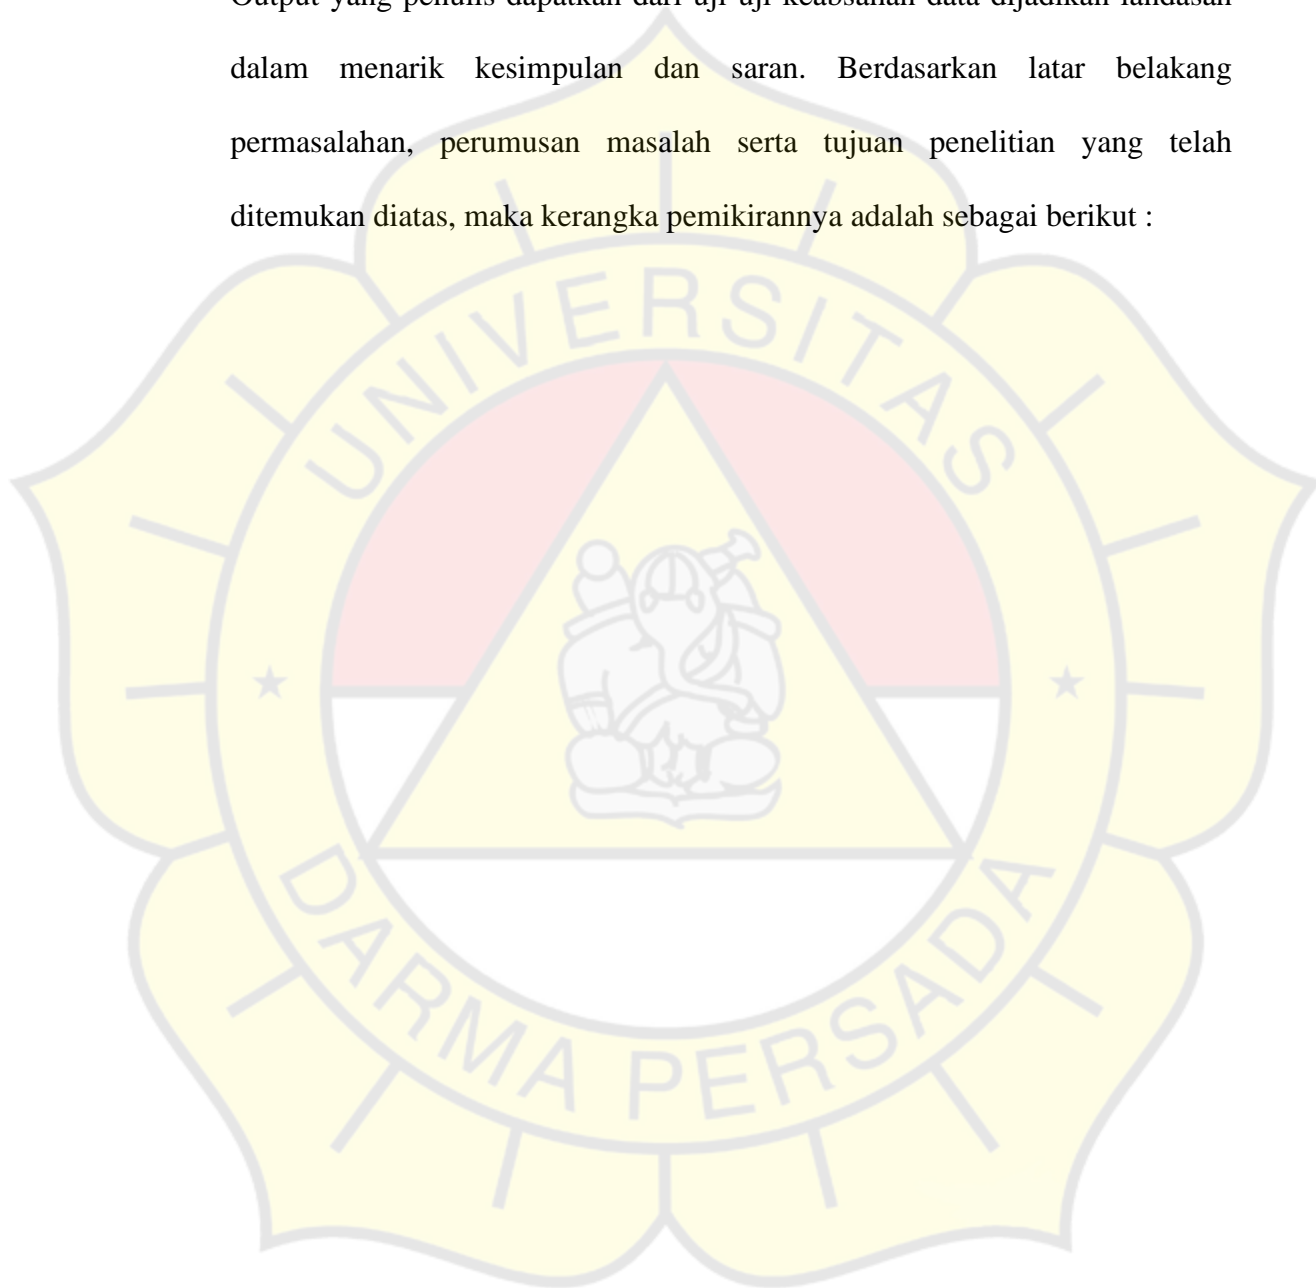 Output yang penulis dapatkan dari uji-uji keabsahan data dijadikan landasan
dalam menarik kesimpulan dan saran. Berdasarkan latar belakang
permasalahan, perumusan masalah serta tujuan penelitian yang telah
ditemukan diatas, maka kerangka pemikirannya adalah sebagai berikut :
UNIVERSITAS
DARMA PERSADA